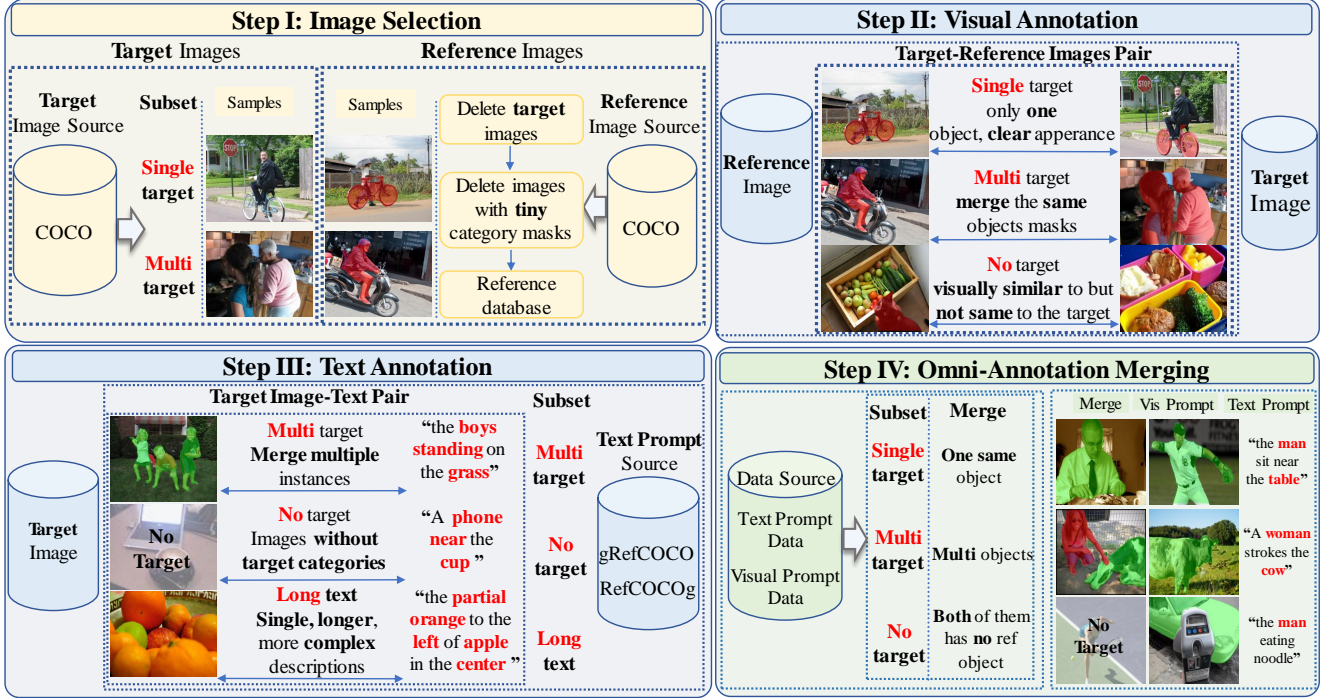 Step I: Image Selection
Target Images
Reference Images
Target
Image Source
COCO
Subset
Single
target
Multi
target
Samples
STOP
Samples
Delete target
images
Delete images
with tiny
category masks
Reference
database
Reference
Image Source
COCO
Step II: Visual Annotation
Target-Reference Images Pair
Reference
Image
Single target
only one
object, clear apperance
Multi target
merge the same
objects masks
No target
visually similar to but
not same to the target
STOP
Target
Image
Step III: Text Annotation
Target Image-Text Pair
Target
Image
Multi target
Merge multiple
instances
“the boys
standing on
the grass”
No
Target
No target
Images without
target categories
“A phone
near the
cup ”
Long text
Single, longer,
more complex
descriptions
“the partial
orange to the
left of apple
in the center ”
Subset
Multi
target
No
target
Long
text
Text Prompt
Source
gRefCOCO
RefCOCOg
Step IV: Omni-Annotation Merging
Data Source
Text Prompt
Data
Visual Prompt
Data
Subset
Merge
Single
target
One same
object
Multi
target
Multi objects
No
target
Both of them
has no ref
object
Merge
Vis Prompt
Text Prompt
“the man
sit near
the table”
“A woman
strokes the
cow”
No
Target
“the man
eating
noodle”